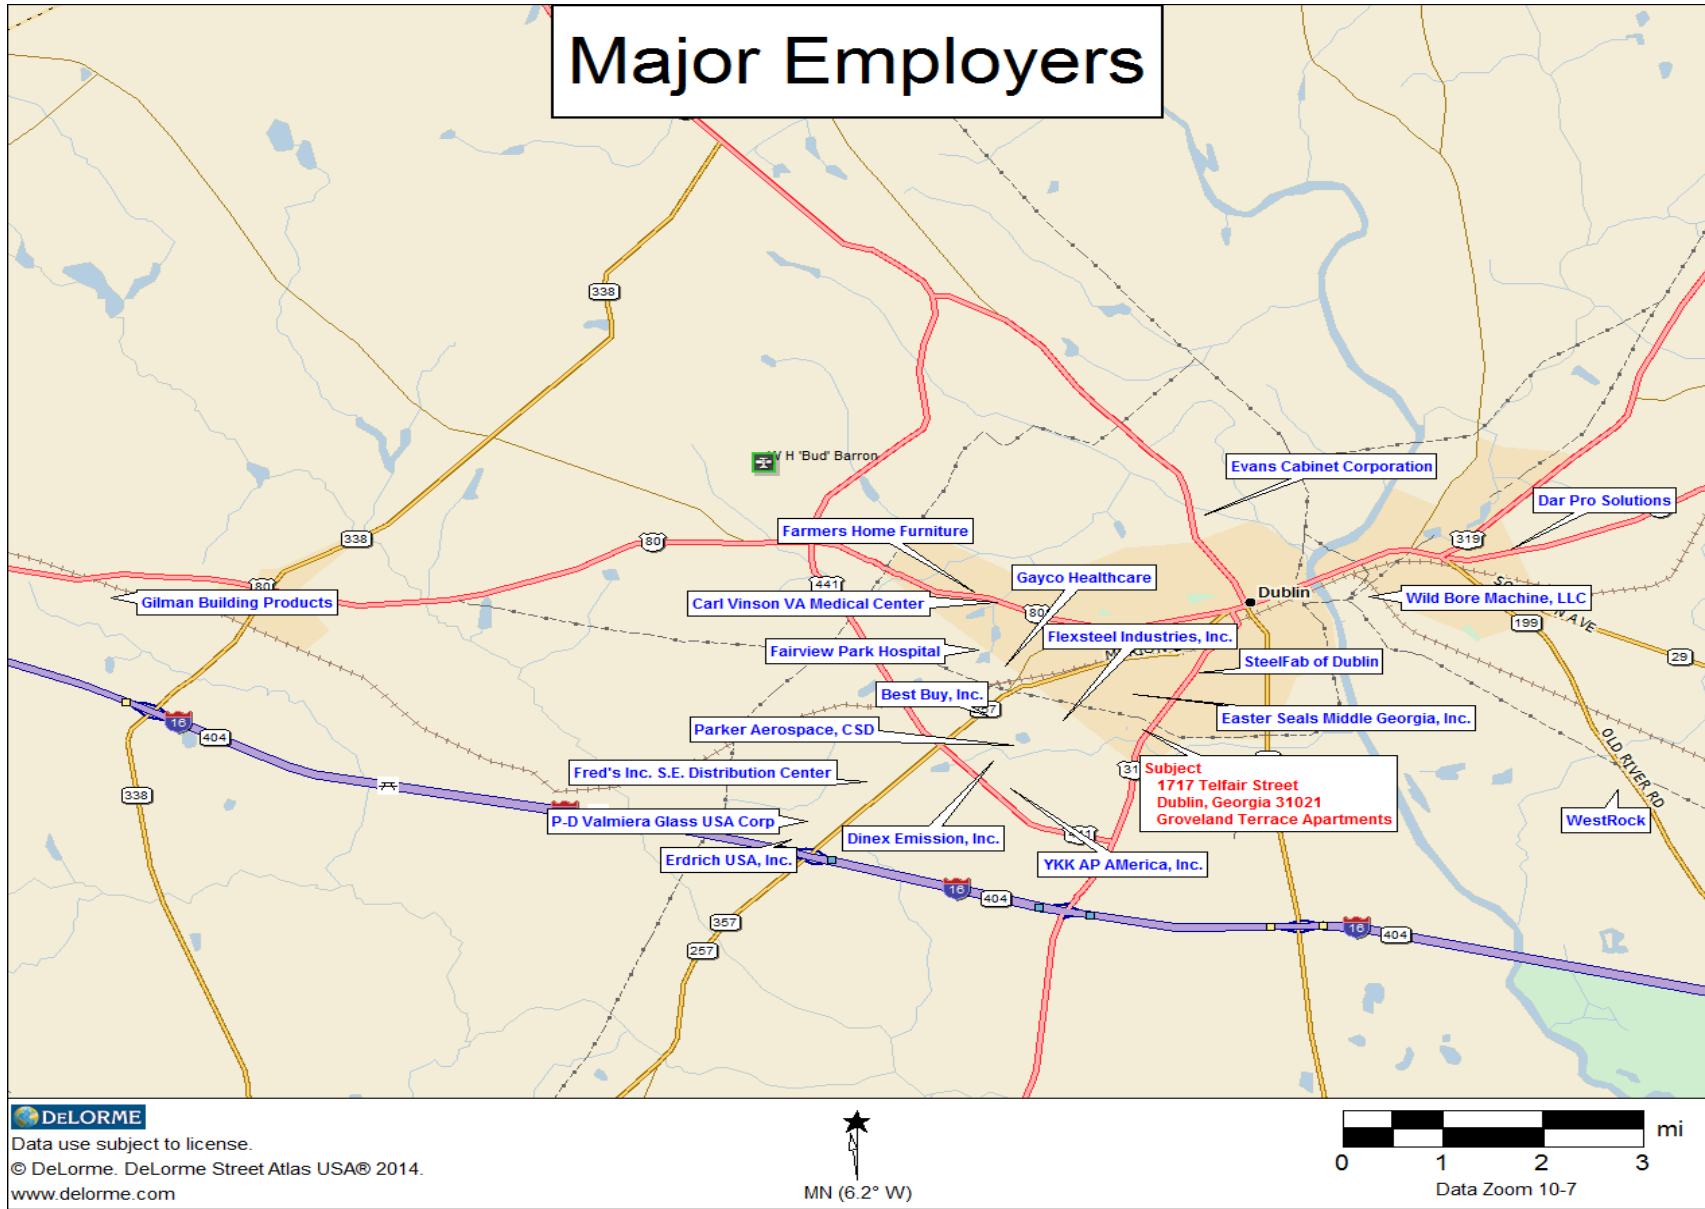 Major Employers
338
W H 'Bud' Barron
Evans Cabinet Corporation
Dar Pro Solutions
Farmers Home Furniture
338
80
319
80
441
Gayco Healthcare
Gilman Building Products
Carl Vinson VA Medical Center
80
Dublin
Wild Bore Machine, LLC
199
Flexsteel Industries, Inc.
Fairview Park Hospital
SteelFab of Dublin
29
Best Buy, Inc.
Easter Seals Middle Georgia, Inc.
16
404
Parker Aerospace, CSD
OLD RIVER RD
Fred's Inc. S.E. Distribution Center
Subject
1717 Telfair Street
Dublin, Georgia 31021
Groveland Terrace Apartments
338
P-D Valmiera Glass USA Corp
WestRock
Dinex Emission, Inc.
441
Erdrich USA, Inc.
YKK AP AMerica, Inc.
16
404
357
16
404
257
DELORME
Data use subject to license.
© DeLorme. DeLorme Street Atlas USA® 2014.
www.delorme.com
MN (6.2° W)
mi
0 1 2 3
Data Zoom 10-7